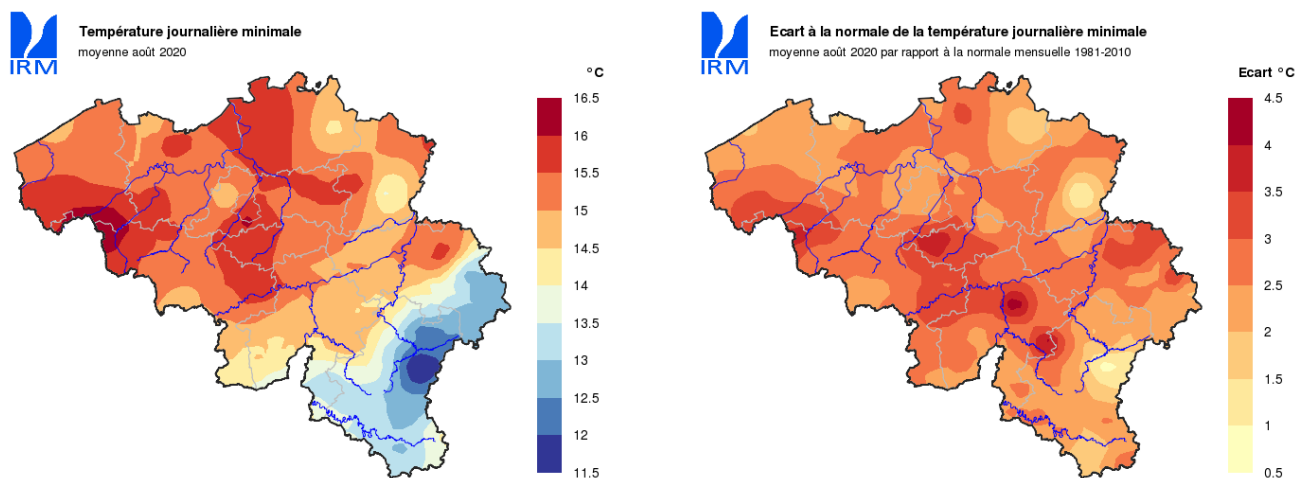 Température journalière minimale
moyenne août 2020
IRM
°C
16.5
16
15.5
15
14.5
14
13.5
13
12.5
12
11.5
Ecart à la normale de la température journalière minimale
moyenne août 2020 par rapport à la normale mensuelle 1981-2010
IRM
Ecart °C
4.5
4
3.5
3
2.5
2
1.5
1
0.5